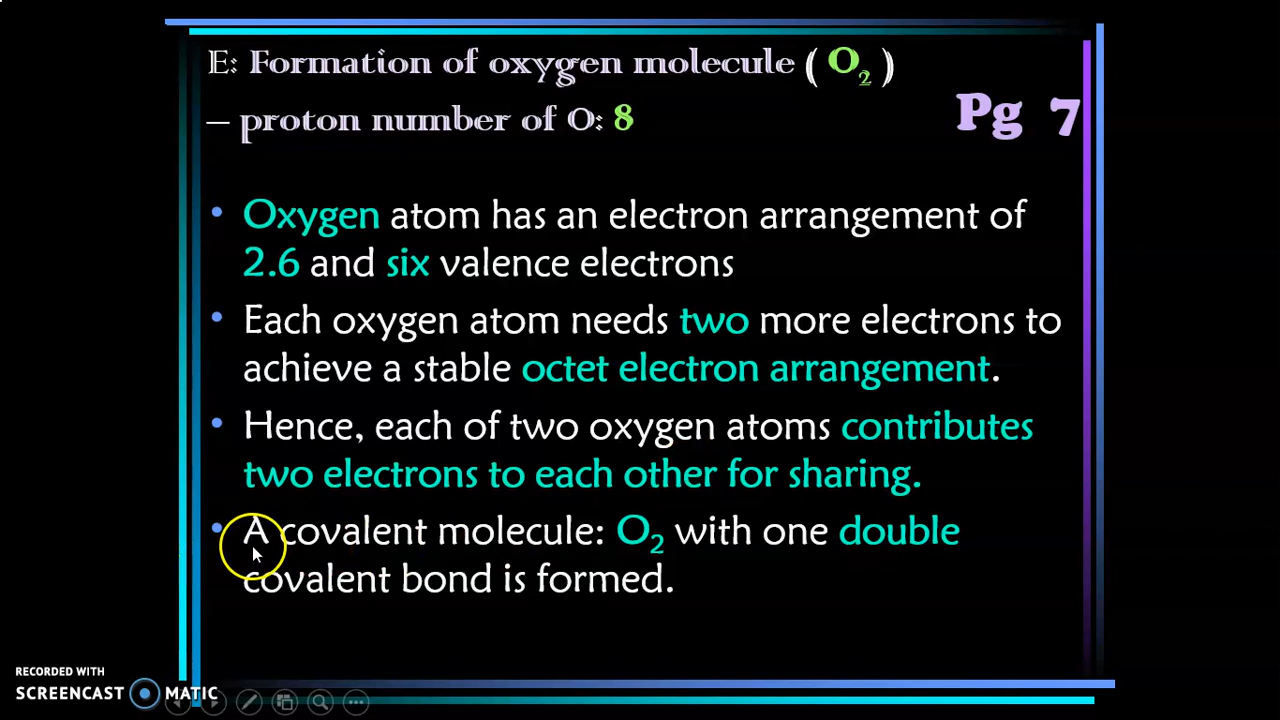 E: Formation of oxygen molecule ( O₂ )
– proton number of O: 8
Pg 7
• Oxygen atom has an electron arrangement of
2.6 and six valence electrons
• Each oxygen atom needs two more electrons to
achieve a stable octet electron arrangement.
• Hence, each of two oxygen atoms contributes
two electrons to each other for sharing.
• A covalent molecule: O₂ with one double
covalent bond is formed.
RECORDED WITH
SCREENCAST MATIC